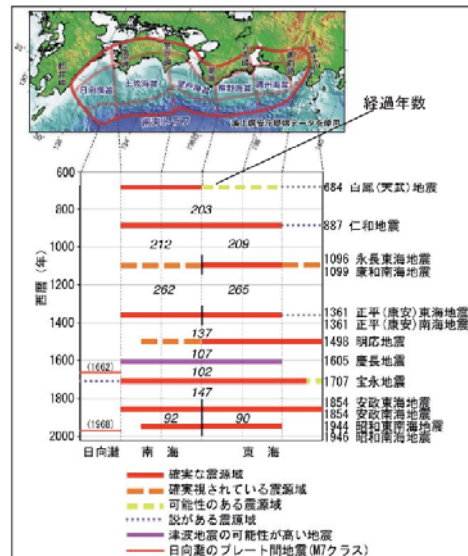 日向海盆
土佐海盆
室戸海盆
熊野海盆
遠州海盆
南海トラフ
海上保安庁提供データを使用
経過年数
西暦(年)
600
800
1000
1200
1400
1600
1800
2000
203
212
209
262
265
137
107
102
147
92
90
(1662)
(1968)
684 白鳳(天武)地震
887 仁和地震
1096 永長東海地震
1099 康和南海地震
1361 正平(康安)東海地震
1361 正平(康安)南海地震
1498 明応地震
1605 慶長地震
1707 宝永地震
1854 安政東海地震
1854 安政南海地震
1944 昭和東南海地震
1946 昭和南海地震
日向灘 南海 東海
確実な震源域
確実視されている震源域
可能性のある震源域
説がある震源域
津波地震の可能性が高い地震
日向灘のプレート間地震(M7クラス)